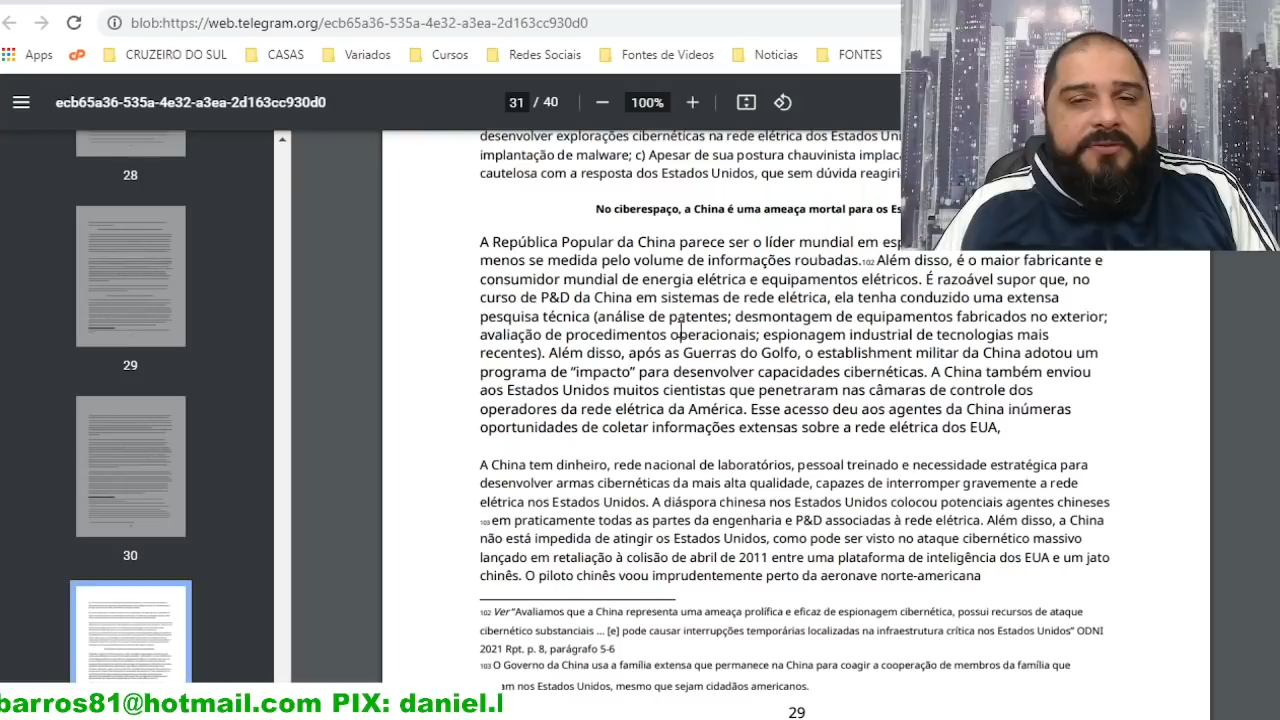 blob:https://web.telegram.org/ecb65a36-535a-4e32-a3ea-2d163cc930d0
Apps CRUZEIRO DO SUL CASA Criados Cursos Redes Sociais Fontes de Videos Noticias FONTES
ecb65a36-535a-4e32-a3ea-2d163cc930d0 31 / 40 100%
28
29
30
desenvolver explorações cibernéticas na rede elétrica dos Estados
implantação de malware; c) Apesar de sua postura chauvinista
cautelosa com a resposta dos Estados Unidos, que sem dúvida
No ciberespaço, a China é uma ameaça mortal para os
A República Popular da China parece ser o líder mundial em
menos se medida pelo volume de informações roubadas.102 Além disso, é o maior fabricante e
consumidor mundial de energia elétrica e equipamentos elétricos. É razoável supor que, no
curso de P&D da China em sistemas de rede elétrica, ela tenha conduzido uma extensa
pesquisa técnica (análise de patentes; desmontagem de equipamentos fabricados no exterior;
avaliação de procedimentos operacionais; espionagem industrial de tecnologias mais
recentes). Além disso, após as Guerras do Golfo, o establishment militar da China adotou um
programa de “impacto” para desenvolver capacidades cibernéticas. A China também enviou
aos Estados Unidos muitos cientistas que penetraram nas câmaras de controle dos
operadores da rede elétrica da América. Esse acesso deu aos agentes da China inúmeras
oportunidades de coletar informações extensas sobre a rede elétrica dos EUA,
A China tem dinheiro, rede nacional de laboratórios, pessoal treinado e necessidade estratégica para
desenvolver armas cibernéticas da mais alta qualidade, capazes de interromper gravemente a rede
elétrica nos Estados Unidos. A diáspora chinesa nos Estados Unidos colocou potenciais agentes chineses
103 em praticamente todas as partes da engenharia e P&D associadas à rede elétrica. Além disso, a China
não está impedida de atingir os Estados Unidos, como pode ser visto no ataque cibernético massivo
lançado em retaliação à colisão de abril de 2011 entre uma plataforma de inteligência dos EUA e um jato
chinês. O piloto chinês voou imprudentemente perto da aeronave norte-americana
102 Ver “Avaliamos que a China representa uma ameaça prolífica e eficaz de espionagem cibernética, possui recursos de ataque
cibernético substanciais ... [e] pode causar interrupções temporárias localizadas na infraestrutura crítica nos Estados Unidos” ODNI
2021 Rpt, p. 8, parágrafo 5-6
103 O Governo da China usa a família extensa que permanece na China para coagir a cooperação de membros da família que
am nos Estados Unidos, mesmo que sejam cidadãos americanos.
29
barros81@hotmail.com PIX: daniel.